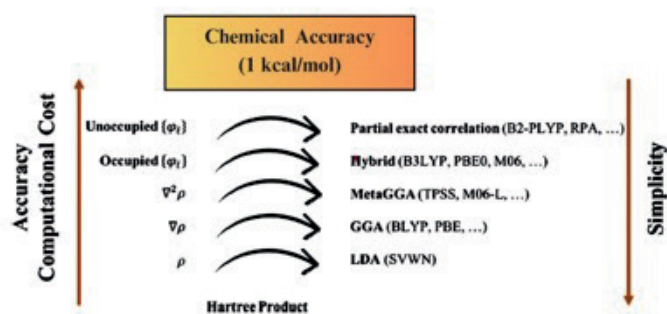 Chemical Accuracy
(1 kcal/mol)
Accuracy
Computational Cost
Unoccupied {φᵢ} Partial exact correlation (B2-PLYP, RPA, …)
Occupied {φᵢ} Hybrid (B3LYP, PBE0, M06, …)
∇²ρ MetaGGA (TPSS, M06-L, …)
∇ρ GGA (BLYP, PBE, …)
ρ LDA (SVWN)
Hartree Product
Simplicity